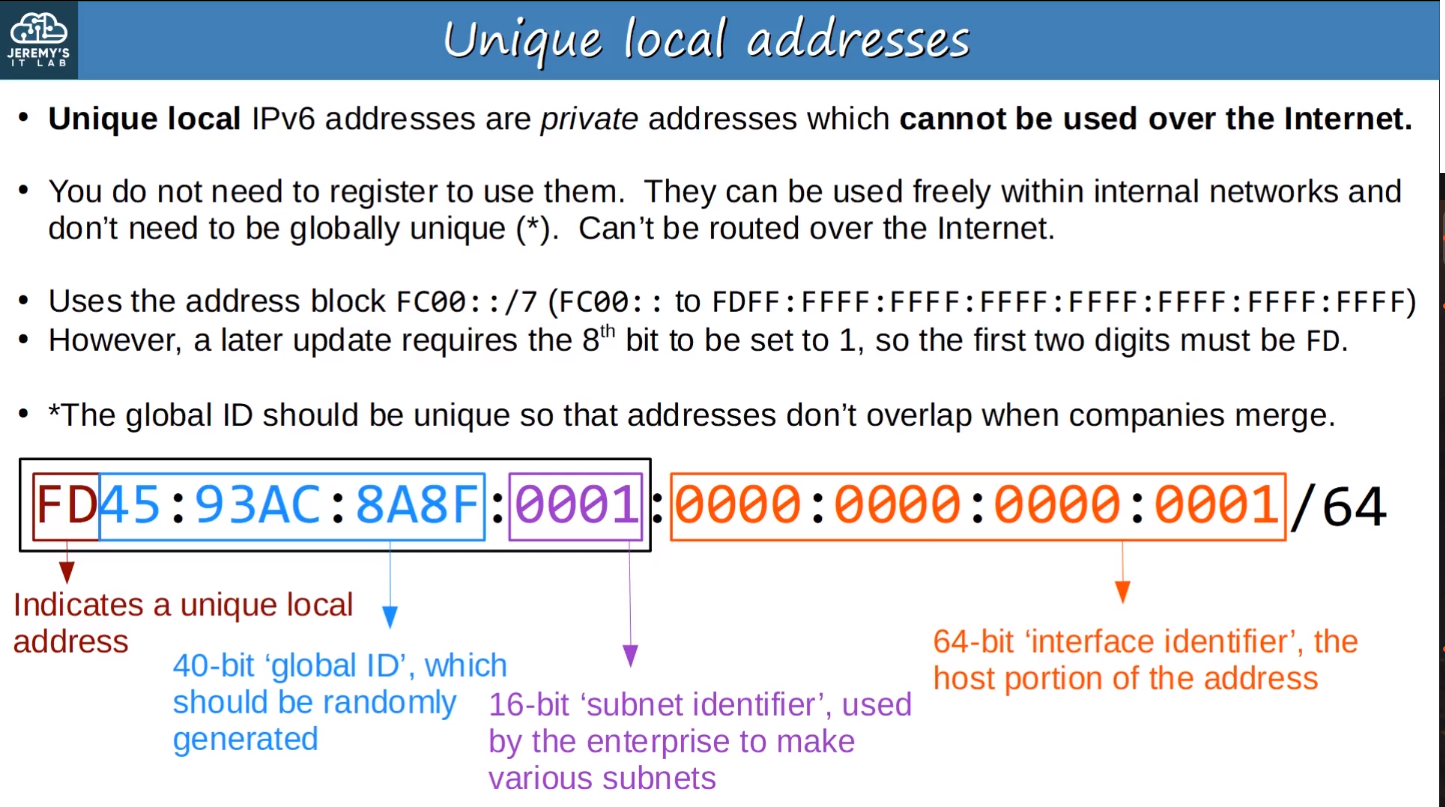 JEREMY'S
IT LAB
Unique local addresses
• Unique local IPv6 addresses are private addresses which cannot be used over the Internet.
• You do not need to register to use them. They can be used freely within internal networks and
don't need to be globally unique (*). Can't be routed over the Internet.
• Uses the address block FC00::/7 (FC00:: to FDFF:FFFF:FFFF:FFFF:FFFF:FFFF:FFFF:FFFF)
• However, a later update requires the 8th bit to be set to 1, so the first two digits must be FD.
• *The global ID should be unique so that addresses don't overlap when companies merge.
FD45:93AC:8A8F:0001:0000:0000:0000:0001/64
Indicates a unique local
address
40-bit ‘global ID’, which
should be randomly
generated
16-bit ‘subnet identifier’, used
by the enterprise to make
various subnets
64-bit ‘interface identifier’, the
host portion of the address